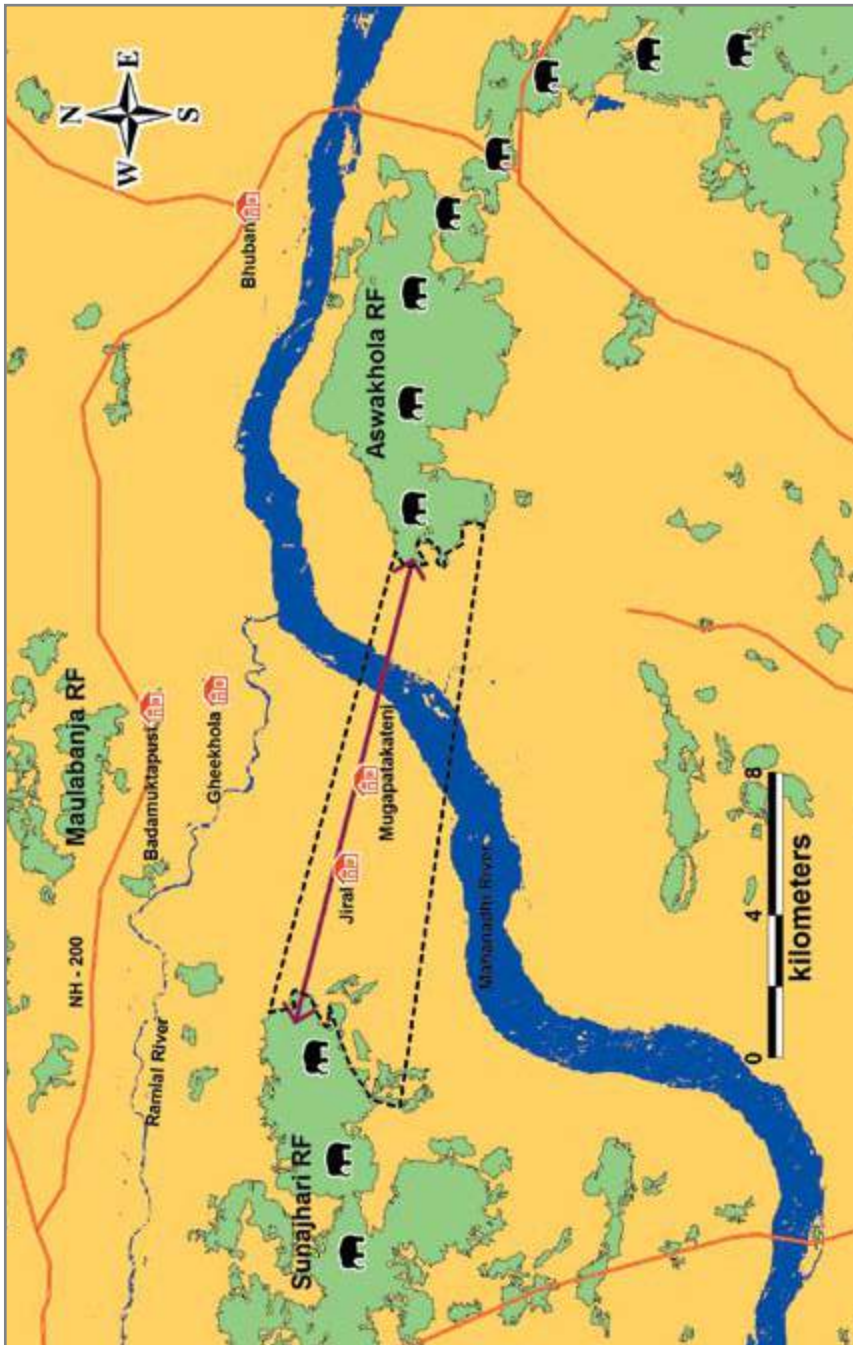 N
W
E
S
Maulabanja RF
NH - 200
Badamuktapusi
Bhuban
Gheekhola
Ramial River
Aswakhola RF
Jiral
Mugapatakateni
Sunajhari RF
Mahanadhi River
0 4 8
kilometers